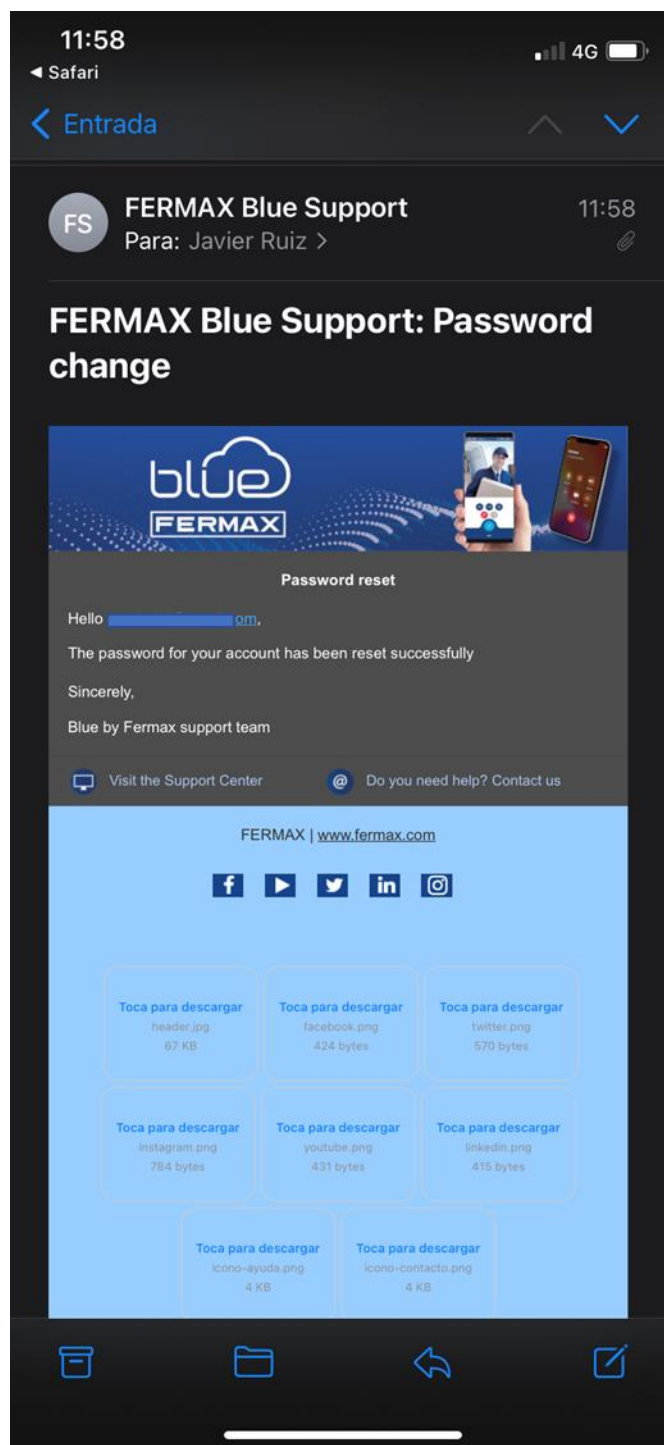 11:58
4G
◀ Safari
Entrada
FS
FERMAX Blue Support
11:58
Para: Javier Ruiz >
FERMAX Blue Support: Password
change
blue
FERMAX
Password reset
Hello om,
The password for your account has been reset successfully
Sincerely,
Blue by Fermax support team
Visit the Support Center
@ Do you need help? Contact us
FERMAX | www.fermax.com
Toca para descargar
header.jpg
67 KB
Toca para descargar
facebook.png
424 bytes
Toca para descargar
twitter.png
570 bytes
Toca para descargar
instagram.png
784 bytes
Toca para descargar
youtube.png
431 bytes
Toca para descargar
linkedin.png
415 bytes
Toca para descargar
icono-ayuda.png
4 KB
Toca para descargar
icono-contacto.png
4 KB